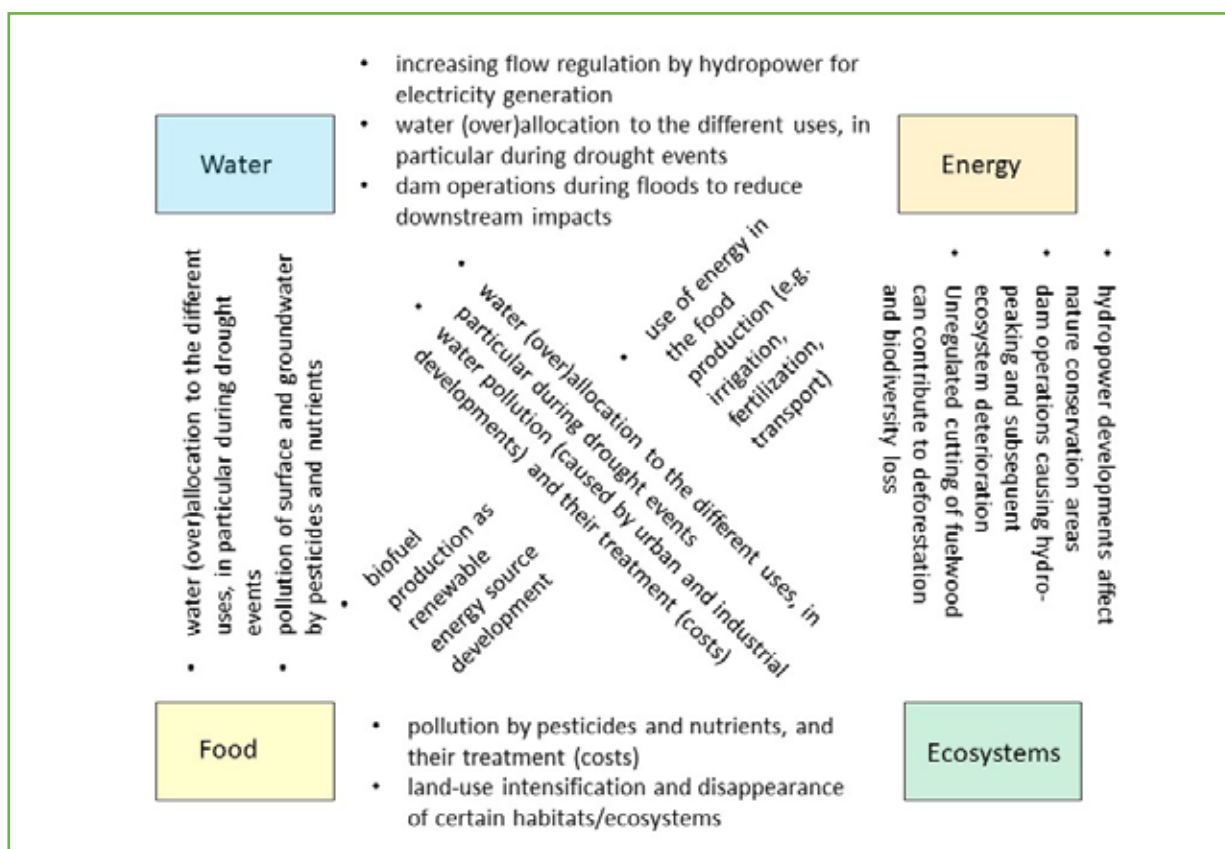 • increasing flow regulation by hydropower for
electricity generation
• water (over)allocation to the different uses, in
particular during drought events
• dam operations during floods to reduce
downstream impacts
Water
Energy
• water (over)allocation to the different
uses, in particular during drought
events
• pollution of surface and groundwater
by pesticides and nutrients
• water (over)allocation to the different uses, in
particular during drought events
• water pollution (caused by urban and industrial
developments) and their treatment (costs)
• use of energy in
the food
production (e.g.
irrigation,
fertilization,
transport)
• biofuel
production as
renewable
energy source
development
• hydropower developments affect
nature conservation areas
• dam operations causing hydro-
peaking and subsequent
ecosystem deterioration
• Unregulated cutting of fuelwood
can contribute to deforestation
and biodiversity loss
Food
• pollution by pesticides and nutrients, and
their treatment (costs)
• land-use intensification and disappearance
of certain habitats/ecosystems
Ecosystems